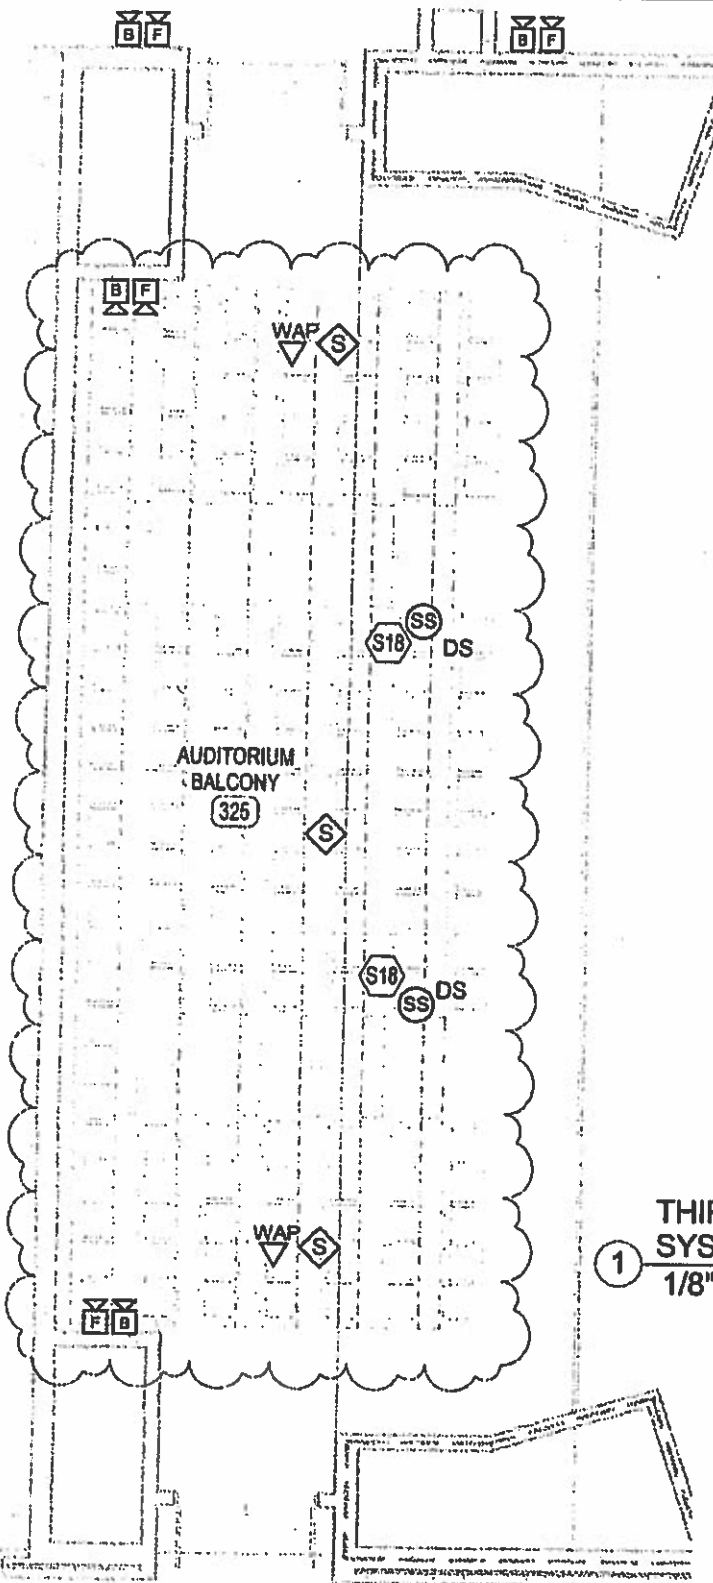 B F
B F
B F
WAP S
SS
S18
DS
AUDITORIUM
BALCONY
325
S
S18
DS
SS
WAP S
THIR
SYS
1
1/8"
F B